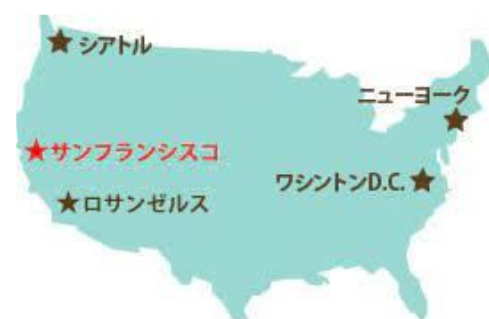 シアトル
ニューヨーク
サンフランシスコ
ワシントンD.C.
ロサンゼルス